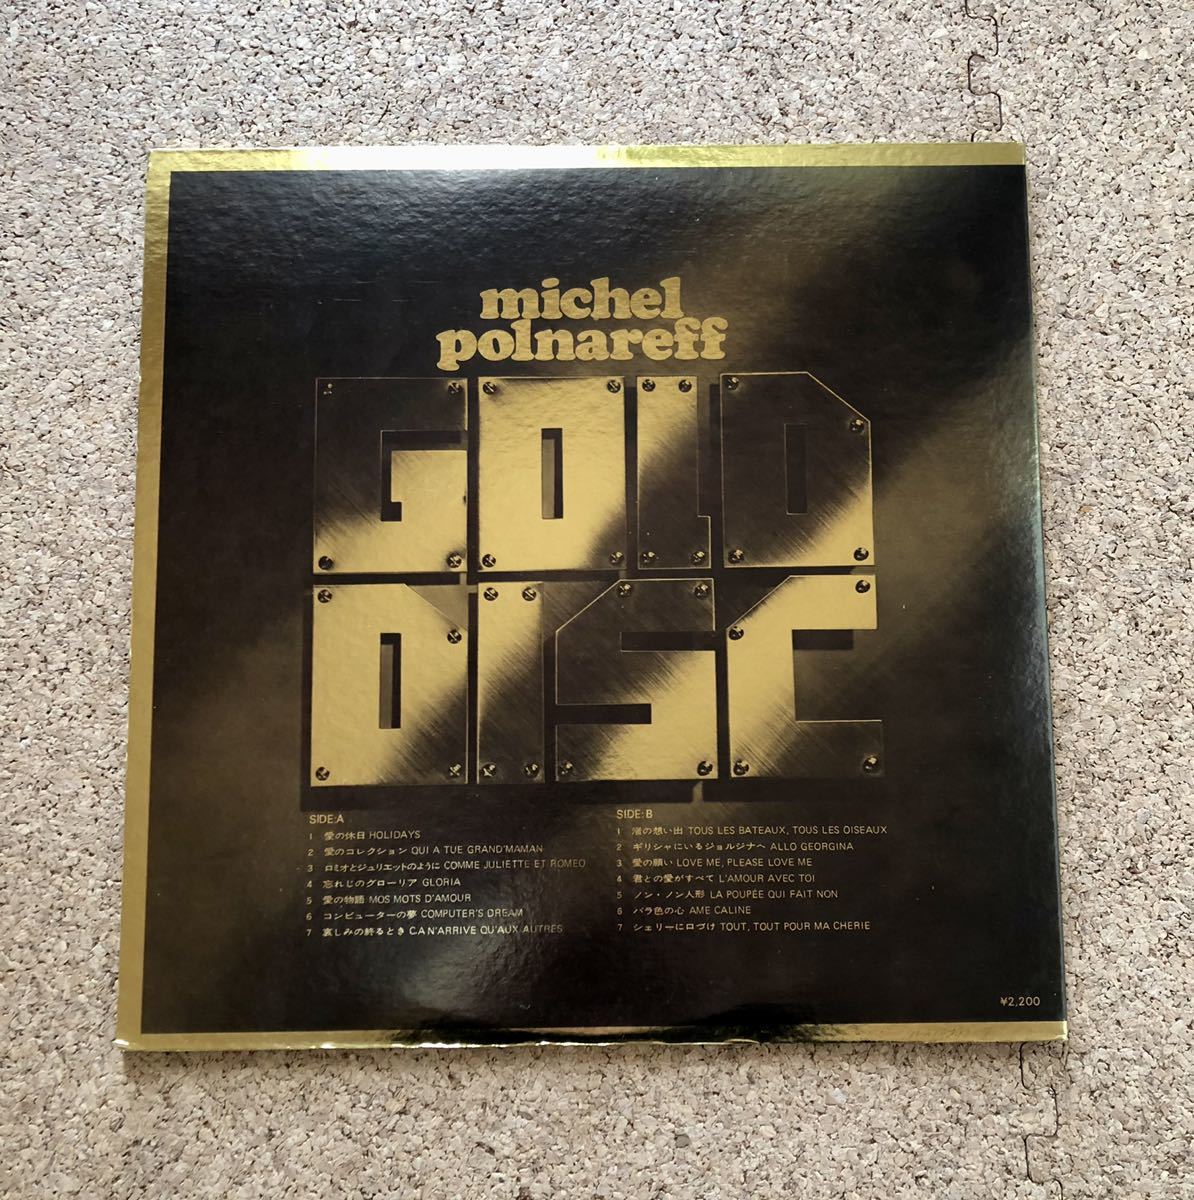 michel
polnareff
GOLD
DISC
SIDE:A
1 愛の休日 HOLIDAYS
2 愛のコレクション QUI A TUE GRAND'MAMAN
3 ロミオとジュリエットのように COMME JULIETTE ET ROMEO
4 忘れじのグローリア GLORIA
5 愛の物語 MOS MOTS D'AMOUR
6 コンピューターの夢 COMPUTER'S DREAM
7 哀しみの終るとき C,A N'ARRIVE QU'AUX AUTRES
SIDE:B
1 渚の想い出 TOUS LES BATEAUX, TOUS LES OISEAUX
2 ギリシャにいるジョルジナへ ALLO GEORGINA
3 愛の願い LOVE ME, PLEASE LOVE ME
4 君との愛がすべて L'AMOUR AVEC TOI
5 ノン・ノン人形 LA POUPÉE QUI FAIT NON
6 バラ色の心 AME CALINE
7 シェリーに口づけ TOUT, TOUT POUR MA CHERIE
¥2,200